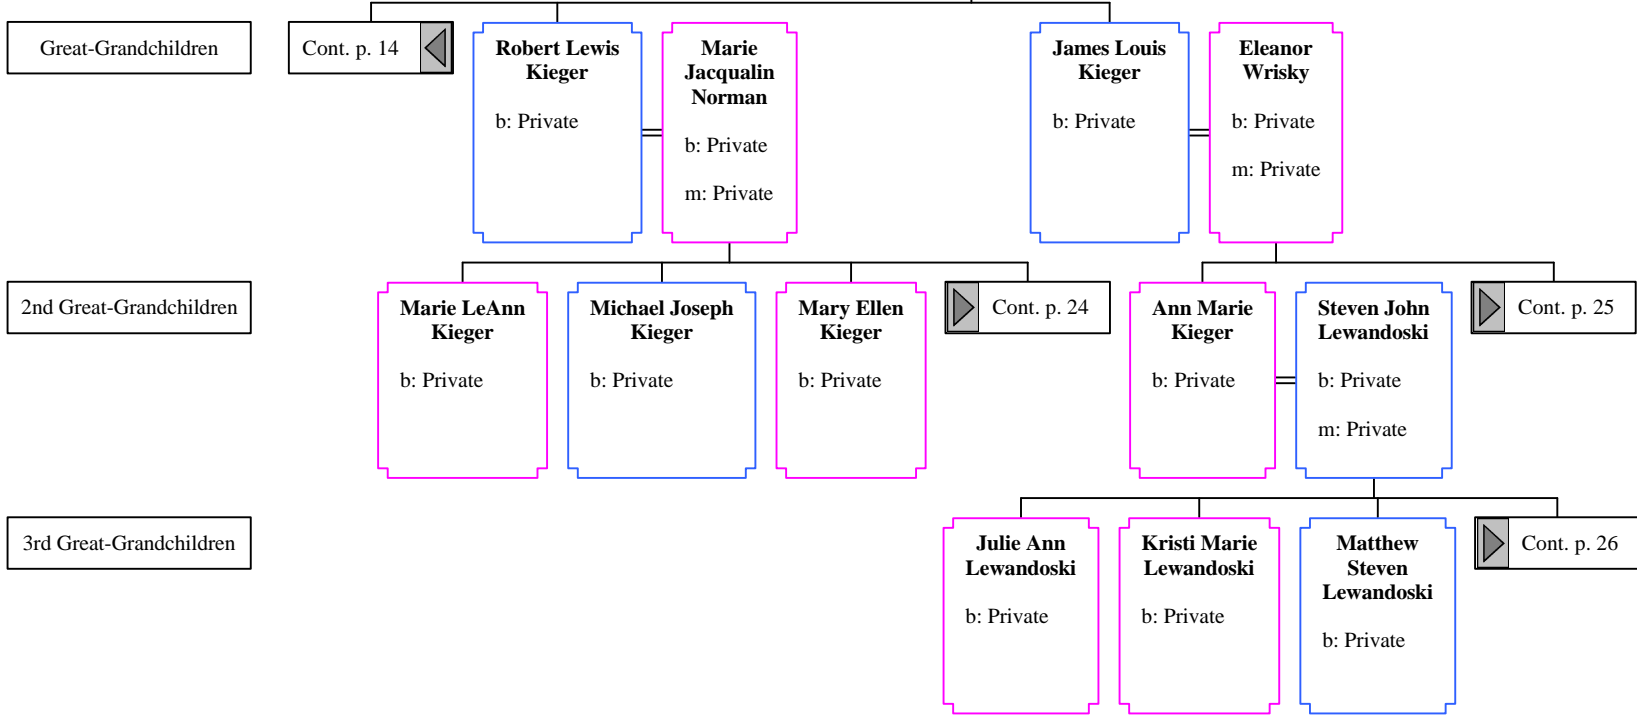 Great-Grandchildren
Cont. p. 14
Robert Lewis
Kieger
b: Private
Marie
Jacqualin
Norman
b: Private
m: Private
James Louis
Kieger
b: Private
Eleanor
Wrisky
b: Private
m: Private
2nd Great-Grandchildren
Marie LeAnn
Kieger
b: Private
Michael Joseph
Kieger
b: Private
Mary Ellen
Kieger
b: Private
Cont. p. 24
Ann Marie
Kieger
b: Private
Steven John
Lewandoski
b: Private
m: Private
Cont. p. 25
3rd Great-Grandchildren
Julie Ann
Lewandoski
b: Private
Kristi Marie
Lewandoski
b: Private
Matthew
Steven
Lewandoski
b: Private
Cont. p. 26